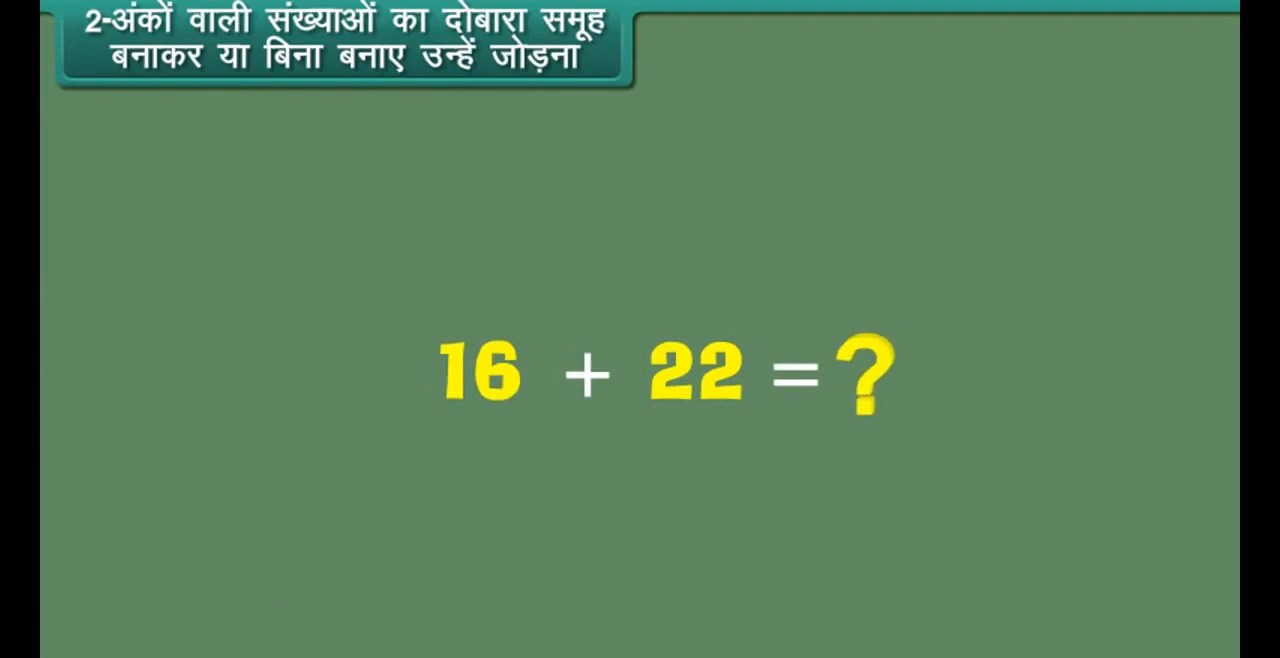 2-अंकों वाली संख्याओं का दोबारा समूह
बनाकर या बिना बनाए उन्हें जोड़ना
16 + 22 = ?